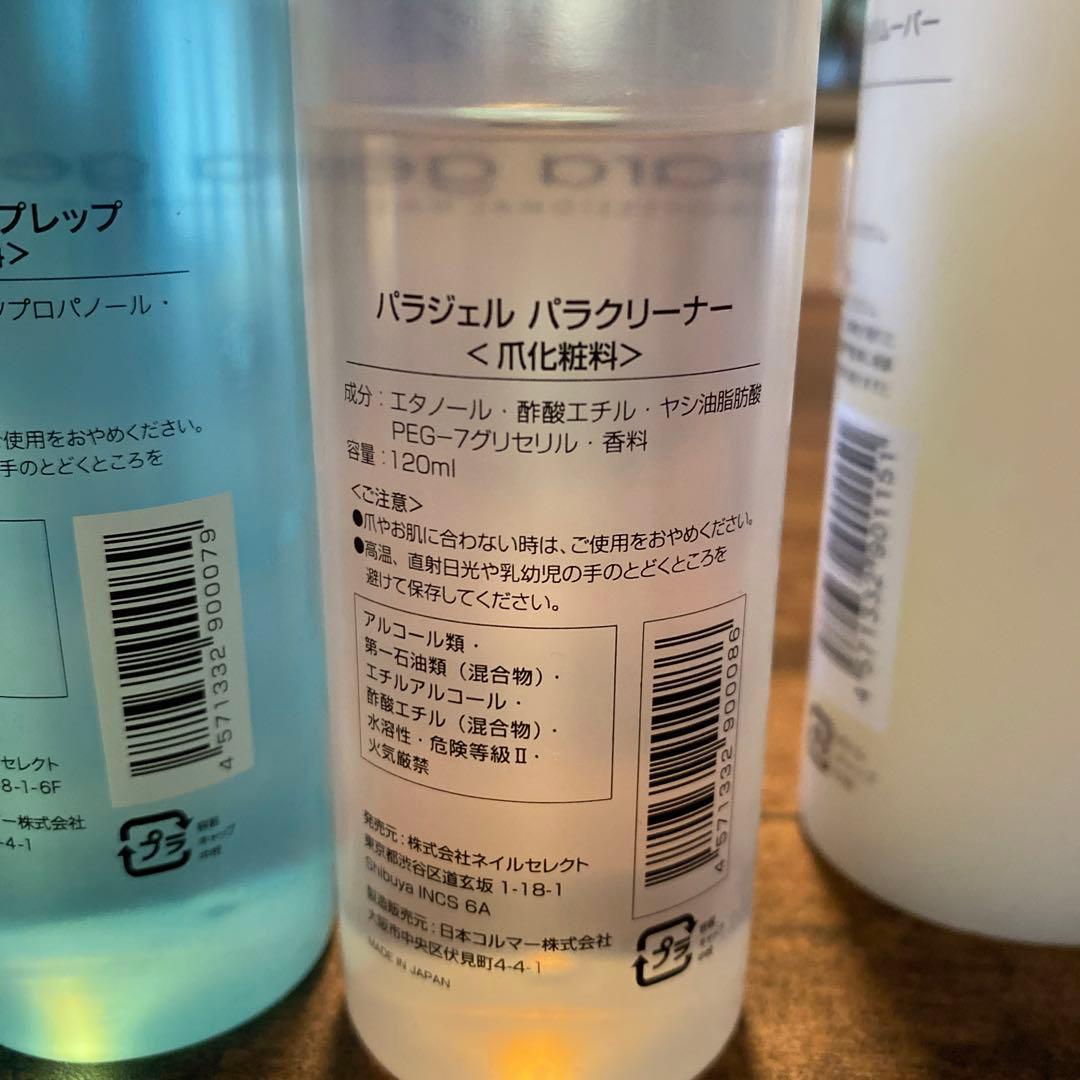 プレップ
プロパノール・
使用をおやめください。
手のとどくところを
4 571332 900079
セレクト
8-1-6F
ー株式会社
-4-1
プラ
para ge
パラジェル パラクリーナー
<爪化粧料>
成分：エタノール・酢酸エチル・ヤシ油脂肪酸
PEG-7グリセリル・香料
容量：120ml
<ご注意>
●爪やお肌に合わない時は、ご使用をおやめください。
●高温、直射日光や乳幼児の手のとどくところを
避けて保存してください。
アルコール類・
第一石油類（混合物）・
エチルアルコール・
酢酸エチル（混合物）・
水溶性・危険等級Ⅱ・
火気厳禁
4 571332 900086
発売元：株式会社ネイルセレクト
東京都渋谷区道玄坂 1-18-1
Shibuya INCS 6A
製造販売元：日本コルマー株式会社
大阪市中央区伏見町4-4-1
MADE IN JAPAN
プラ
ムーバー
4 571332 901151